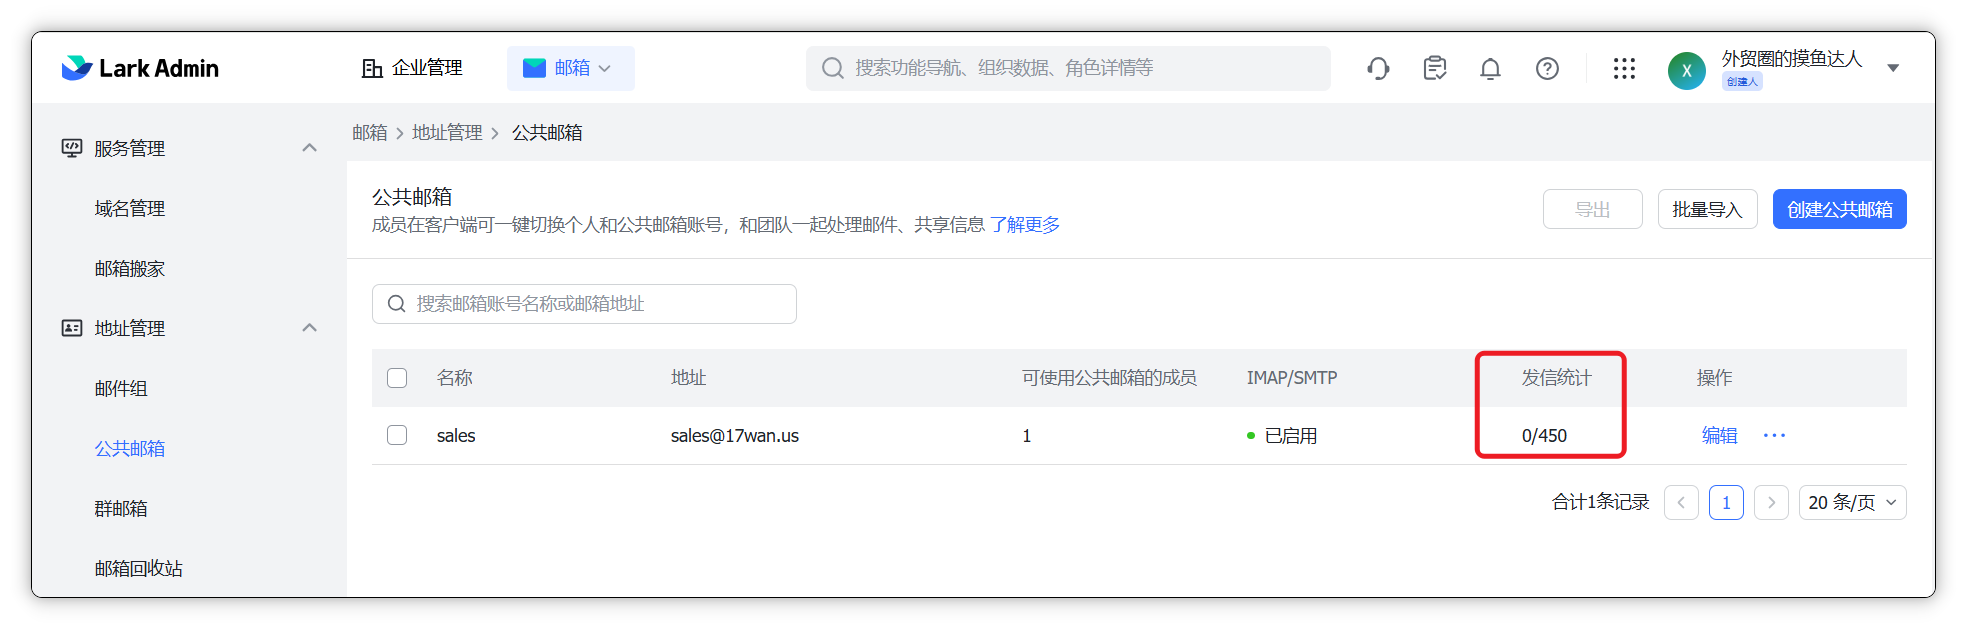 Lark Admin
企业管理
邮箱
搜索功能导航、组织数据、角色详情等
X
外贸圈的摸鱼达人
创建人
服务管理
域名管理
邮箱搬家
地址管理
邮件组
公共邮箱
群邮箱
邮箱回收站
邮箱 > 地址管理 > 公共邮箱
公共邮箱
成员在客户端可一键切换个人和公共邮箱账号，和团队一起处理邮件、共享信息 了解更多
导出
批量导入
创建公共邮箱
搜索邮箱账号名称或邮箱地址
名称 地址 可使用公共邮箱的成员 IMAP/SMTP 发信统计 操作
sales sales@17wan.us 1 已启用 0/450 编辑 ···
合计1条记录 < 1 > 20 条/页